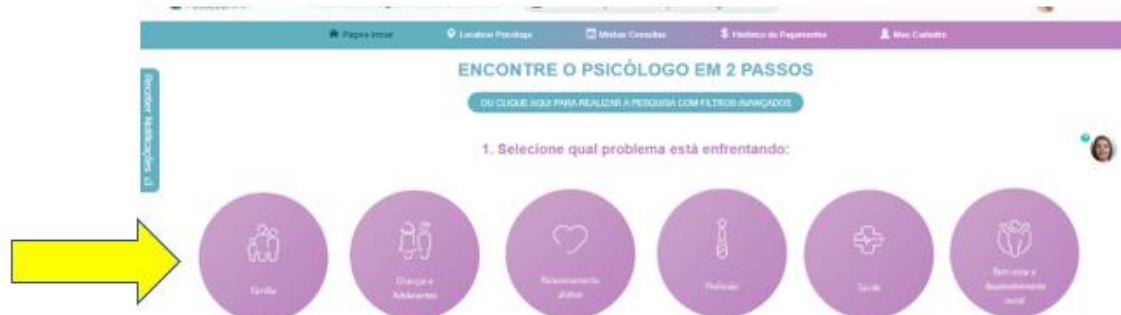 Página Inicial
Localizar Psicólogo
Minhas Consultas
Histórico de Pagamentos
Meu Cadastro
Receber Notificações
ENCONTRE O PSICÓLOGO EM 2 PASSOS
OU CLIQUE AQUI PARA REALIZAR A PESQUISA COM FILTROS AVANÇADOS
1. Selecione qual problema está enfrentando:
Família
Criança e
Adolescentes
Relacionamento
afetivo
Profissão
Saúde
Bem estar e
desenvolvimento
social